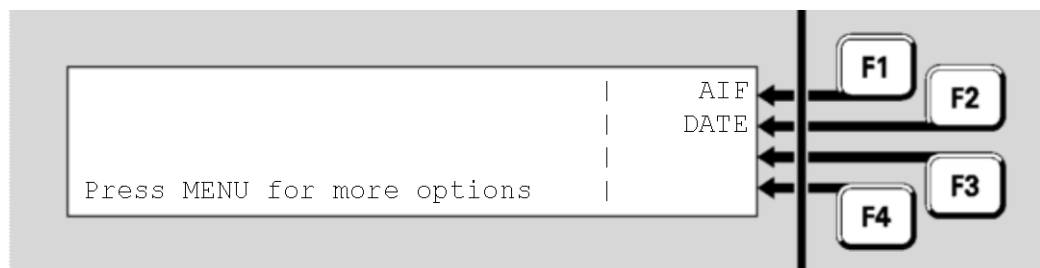 | AIF
| DATE
|
Press MENU for more options |
F1
F2
F3
F4